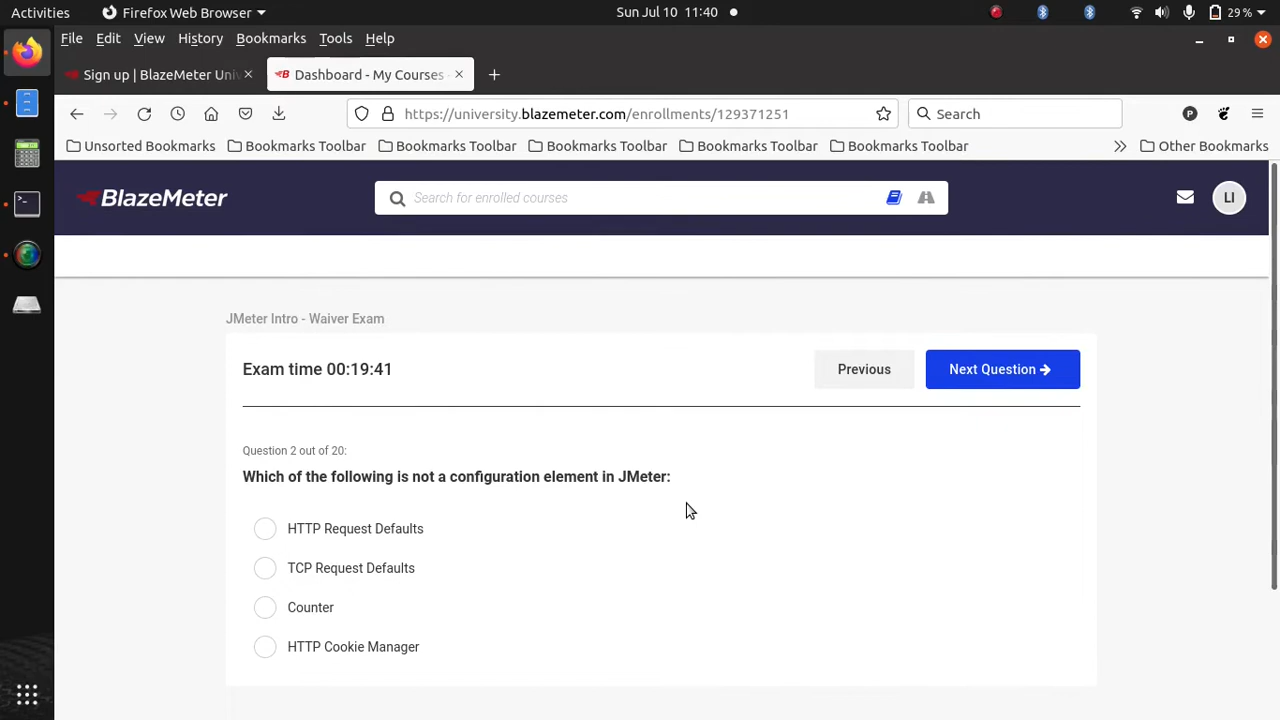 Activities Firefox Web Browser Sun Jul 10 11:40 29 %
File Edit View History Bookmarks Tools Help
Sign up | BlazeMeter Uni Dashboard - My Courses
https://university.blazemeter.com/enrollments/129371251 Search
Unsorted Bookmarks Bookmarks Toolbar Bookmarks Toolbar Bookmarks Toolbar Bookmarks Toolbar Bookmarks Toolbar Other Bookmarks
BlazeMeter Search for enrolled courses LI
JMeter Intro - Waiver Exam
Exam time 00:19:41 Previous Next Question
Question 2 out of 20:
Which of the following is not a configuration element in JMeter:
HTTP Request Defaults
TCP Request Defaults
Counter
HTTP Cookie Manager